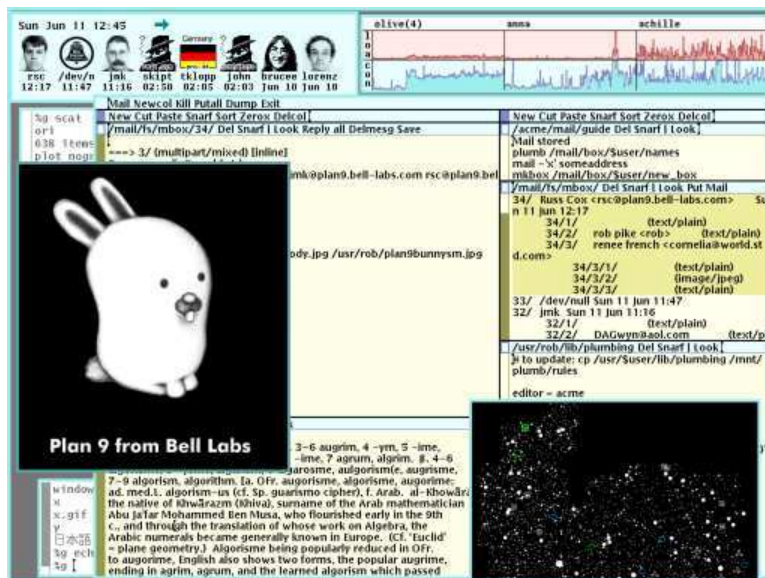 Sun Jun 11 12:45
rsc /dev/n jmk skipt tklopp john brucee lorenz
12:17 11:47 11:16 02:50 02:05 02:03 Jun 10 Jun 10
Germany
olive(4) anna achille
Mail Newcol Kill Putall Dump Exit
New Cut Paste Snarf Sort Zerox Delcol
/mail/fs/mbox/34/ Del Snarf | Look Reply all Delmesg Save
---> 3/ (multipart/mixed) [inline]
jmk@plan9.bell-labs.com rsc@plan9.bel
ody.jpg /usr/rob/plan9bunnysm.jpg
New Cut Paste Snarf Sort Zerox Delcol
/acme/mail/guide Del Snarf | Look
Mail stored
plumb /mail/box/$user/names
mail -'x' someaddress
mkbox /mail/box/$user/new_box
/mail/fs/mbox/ Del Snarf | Look Put Mail
34/ Russ Cox <rsc@plan9.bell-labs.com> Su
n 11 Jun 12:17
34/1/ (text/plain)
34/2/ rob pike <rob> (text/plain)
34/3/ renee french <cornelia@world.st
d.com>
34/3/1/ (text/plain)
34/3/2/ (image/jpeg)
34/3/3/ (text/plain)
33/ /dev/null Sun 11 Jun 11:47
32/ jmk Sun 11 Jun 11:16
32/1/ (text/plain)
32/2/ DAGwyn@aol.com (text/p
/usr/rob/lib/plumbing Del Snarf | Look
# to update: cp /usr/$user/lib/plumbing /mnt/
plumb/rules
editor = acme
%g scat
ori
638 items
plot nogr
Plan 9 from Bell Labs
, 3-6 augrim, 4 -ym, 5 -ime,
-ime, 7 agrum, algrim. β. 4-6
algarosme, aulgorism(e, augrisme,
7-9 algorism, algorithm. [a. OFr. augorisme, algorisme, augorime;
ad. med.L. algorism-us (cf. Sp. guarismo cipher), f. Arab. al-Khowāra
the native of Khwārazm (Khiva), surname of the Arab mathematician
Abu Ja'far Mohammed Ben Musa, who flourished early in the 9th
c., and through the translation of whose work on Algebra, the
Arabic numerals became generally known in Europe. (Cf. 'Euclid'
= plane geometry.) Algorisme being popularly reduced in OFr.
to augorime, English also shows two forms, the popular augrime,
ending in agrim, agrum, and the learned algorism which passed
window
x
x.gif
y
日本語
%g ech
%g